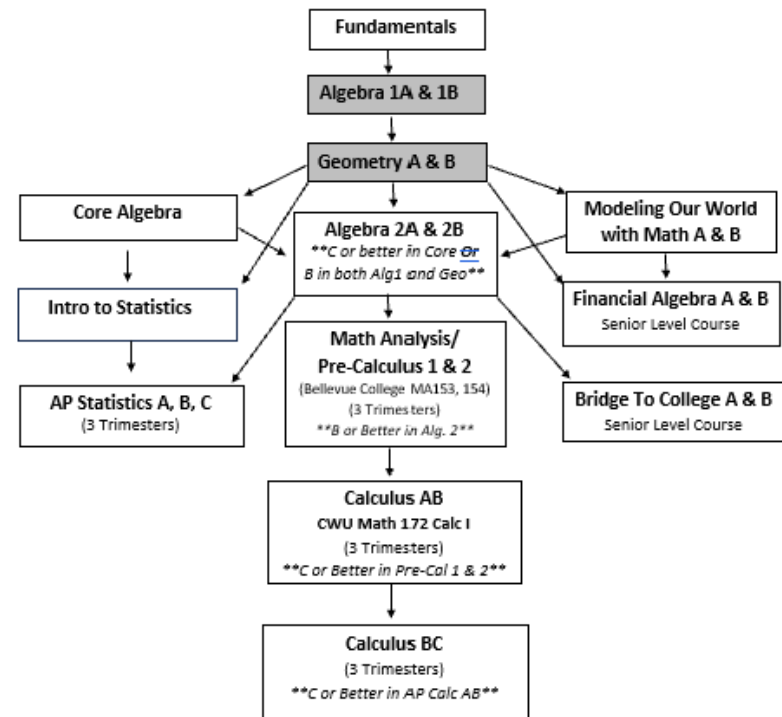 Fundamentals
Algebra 1A & 1B
Geometry A & B
Core Algebra
Algebra 2A & 2B
**C or better in Core Or
B in both Alg1 and Geo**
Modeling Our World
with Math A & B
Intro to Statistics
Financial Algebra A & B
Senior Level Course
Math Analysis/
Pre-Calculus 1 & 2
(Bellevue College MA153, 154)
(3 Trimesters)
**B or Better in Alg. 2**
AP Statistics A, B, C
(3 Trimesters)
Bridge To College A & B
Senior Level Course
Calculus AB
CWU Math 172 Calc I
(3 Trimesters)
**C or Better in Pre-Cal 1 & 2**
Calculus BC
(3 Trimesters)
**C or Better in AP Calc AB**